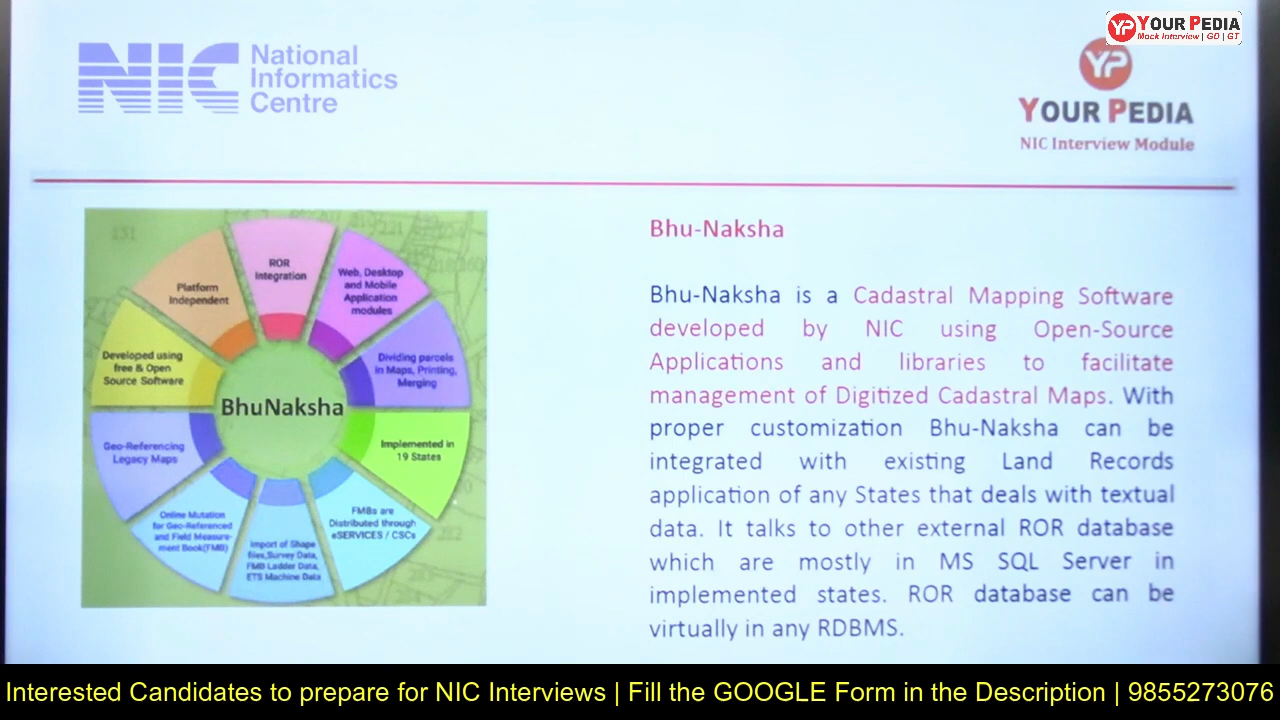 YP YOUR PEDIA
Mock Interview | GD | GT
NIC
National
Informatics
Centre
YP
YOUR PEDIA
NIC Interview Module
ROR
Integration
Web, Desktop
and Mobile
Application
modules
Dividing parcels
in Maps, Printing,
Merging
Implemented in
19 States
FMBs are
Distributed through
eSERVICES / CSCs
Import of Shape
files,Survey Data,
FMB Ladder Data,
ETS Machine Data
Online Mutation
for Geo-Referenced
and Field Measure-
ment Book(FMB)
Geo-Referencing
Legacy Maps
Developed using
free & Open
Source Software
Platform
Independent
BhuNaksha
151
221
222
Bhu-Naksha
Bhu-Naksha is a Cadastral Mapping Software
developed by NIC using Open-Source
Applications and libraries to facilitate
management of Digitized Cadastral Maps. With
proper customization Bhu-Naksha can be
integrated with existing Land Records
application of any States that deals with textual
data. It talks to other external ROR database
which are mostly in MS SQL Server in
implemented states. ROR database can be
virtually in any RDBMS.
Interested Candidates to prepare for NIC Interviews | Fill the GOOGLE Form in the Description | 9855273076